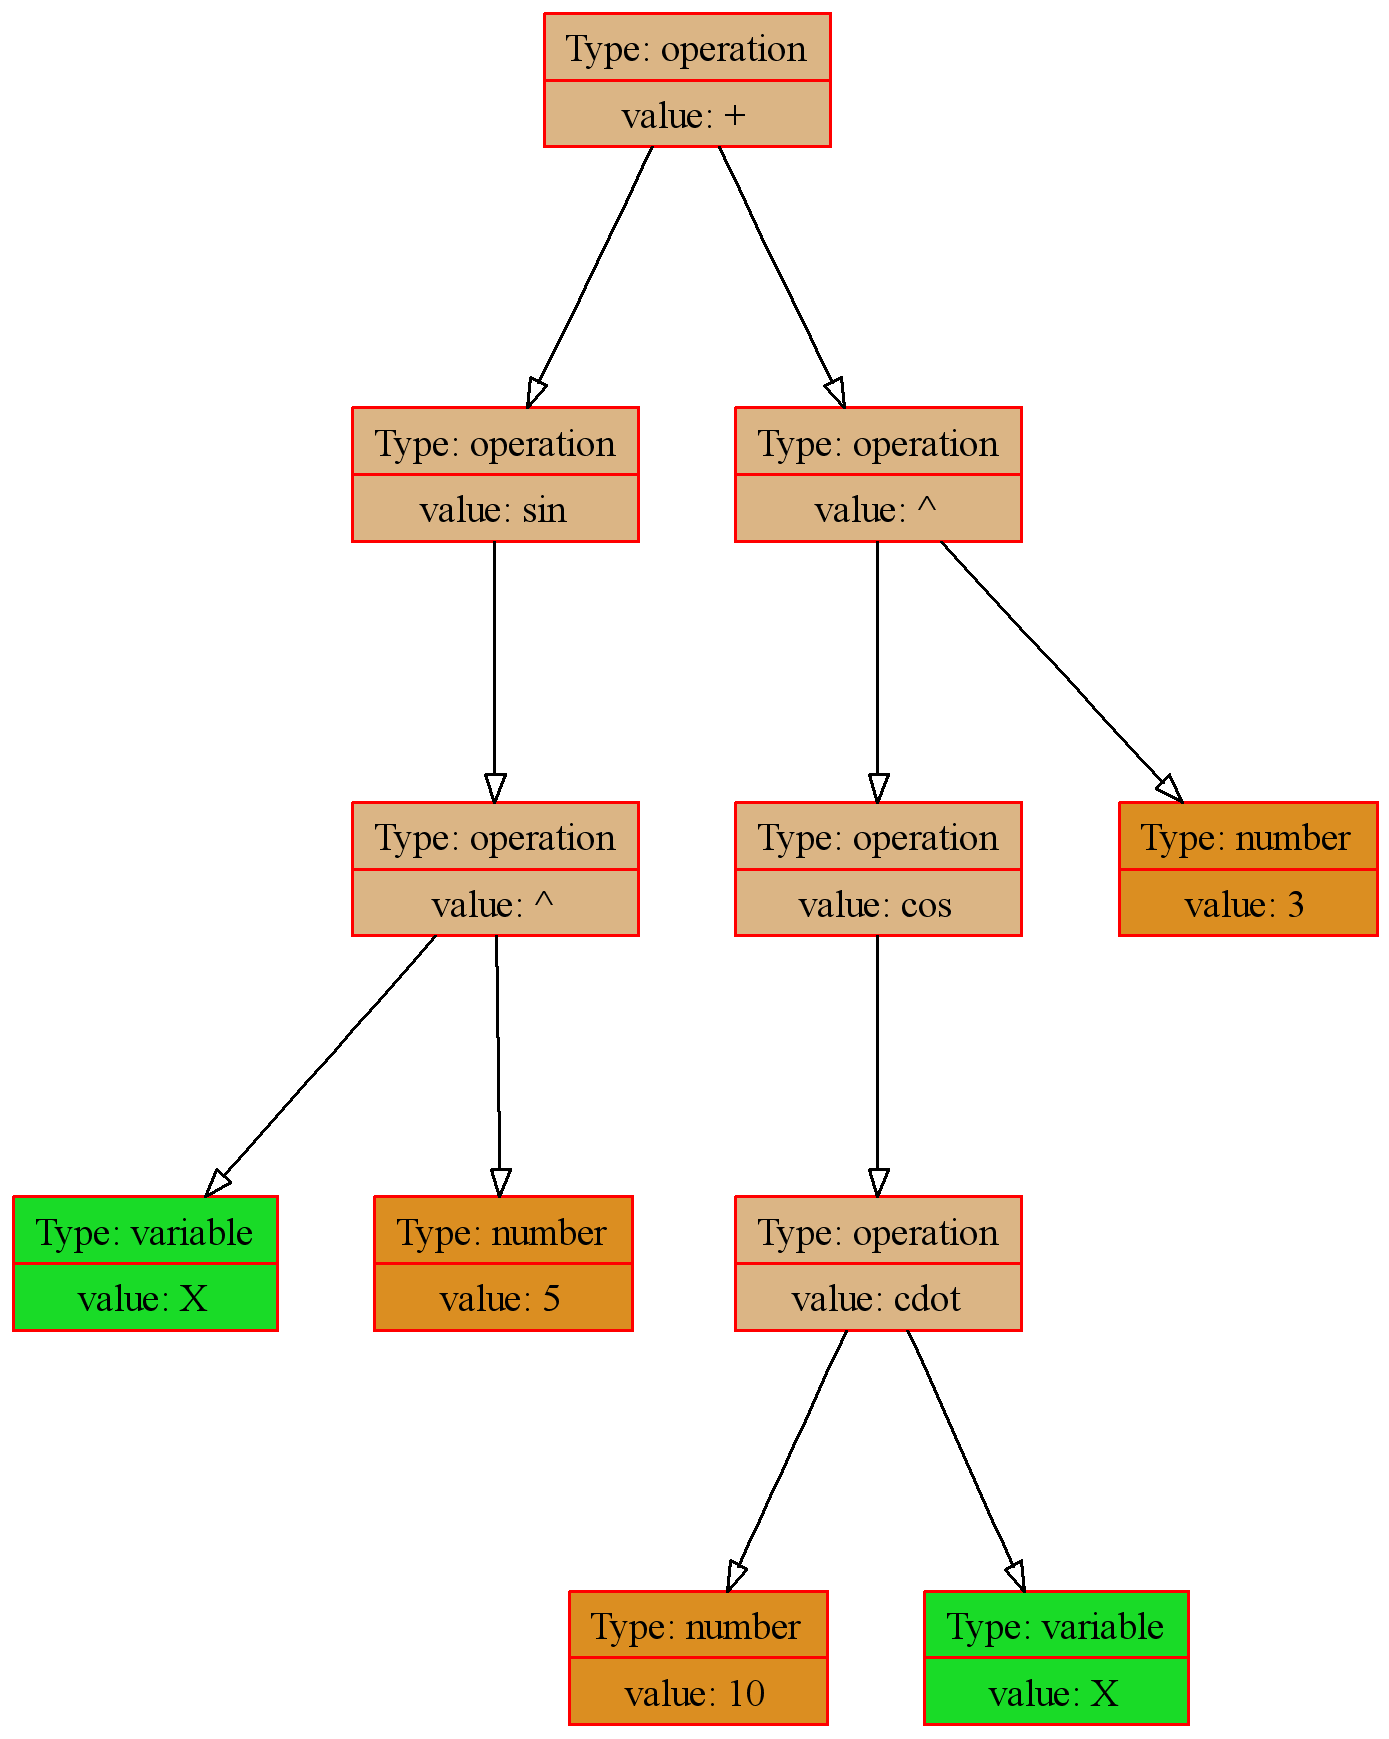 Type: operation
value: +
Type: operation
value: sin
Type: operation
value: ^
Type: operation
value: ^
Type: operation
value: cos
Type: number
value: 3
Type: variable
value: X
Type: number
value: 5
Type: operation
value: cdot
Type: number
value: 10
Type: variable
value: X